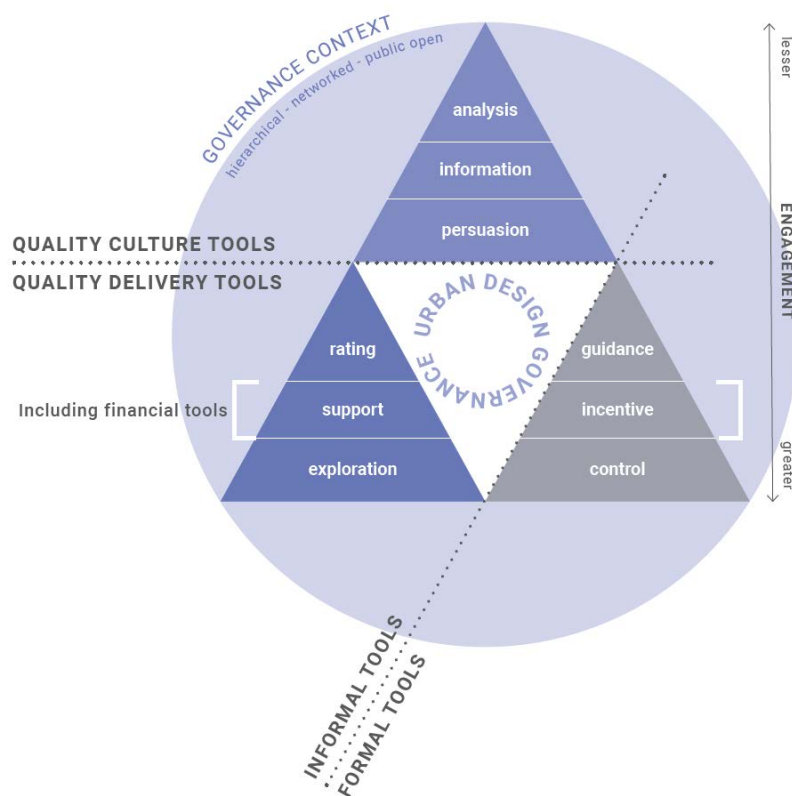 GOVERNANCE CONTEXT
hierarchical - networked - public open
lesser
analysis
information
persuasion
ENGAGEMENT
QUALITY CULTURE TOOLS
QUALITY DELIVERY TOOLS
URBAN DESIGN GOVERNANCE
rating
guidance
Including financial tools
support
incentive
exploration
control
greater
INFORMAL TOOLS
FORMAL TOOLS